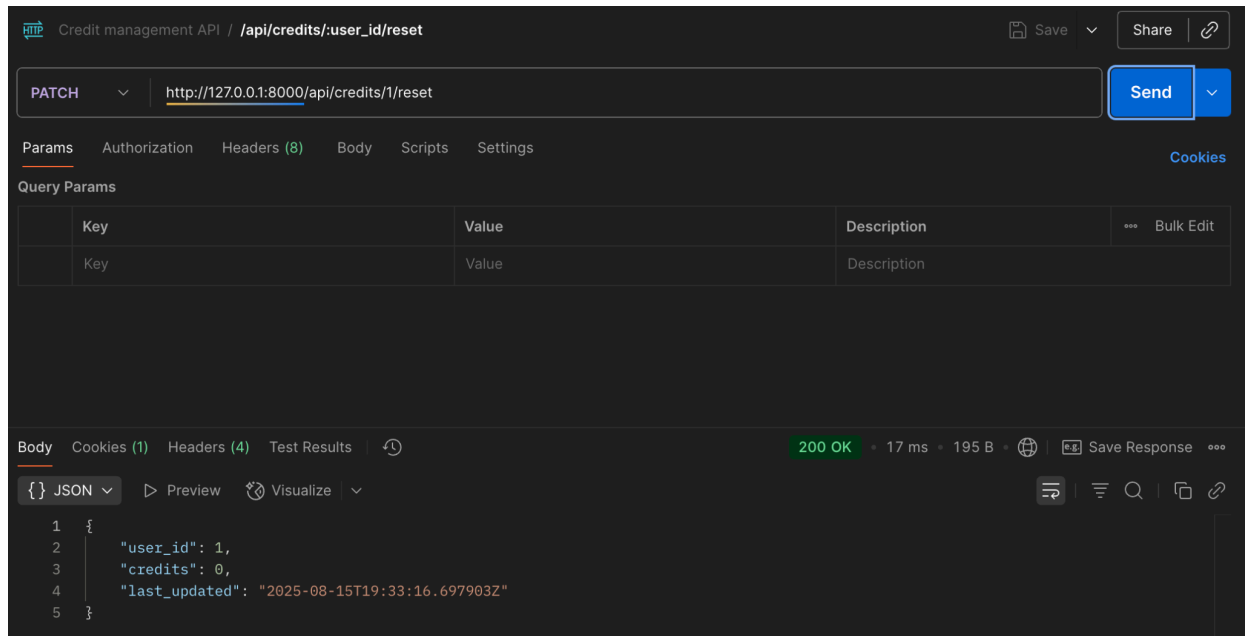 HTTP Credit management API / /api/credits/:user_id/reset Save Share
PATCH http://127.0.0.1:8000/api/credits/1/reset Send
Params Authorization Headers (8) Body Scripts Settings Cookies
Query Params
Key Value Description Bulk Edit
Key Value Description
Body Cookies (1) Headers (4) Test Results 200 OK 17 ms 195 B e.g. Save Response
{} JSON Preview Visualize
1 {
2 "user_id": 1,
3 "credits": 0,
4 "last_updated": "2025-08-15T19:33:16.697903Z"
5 }